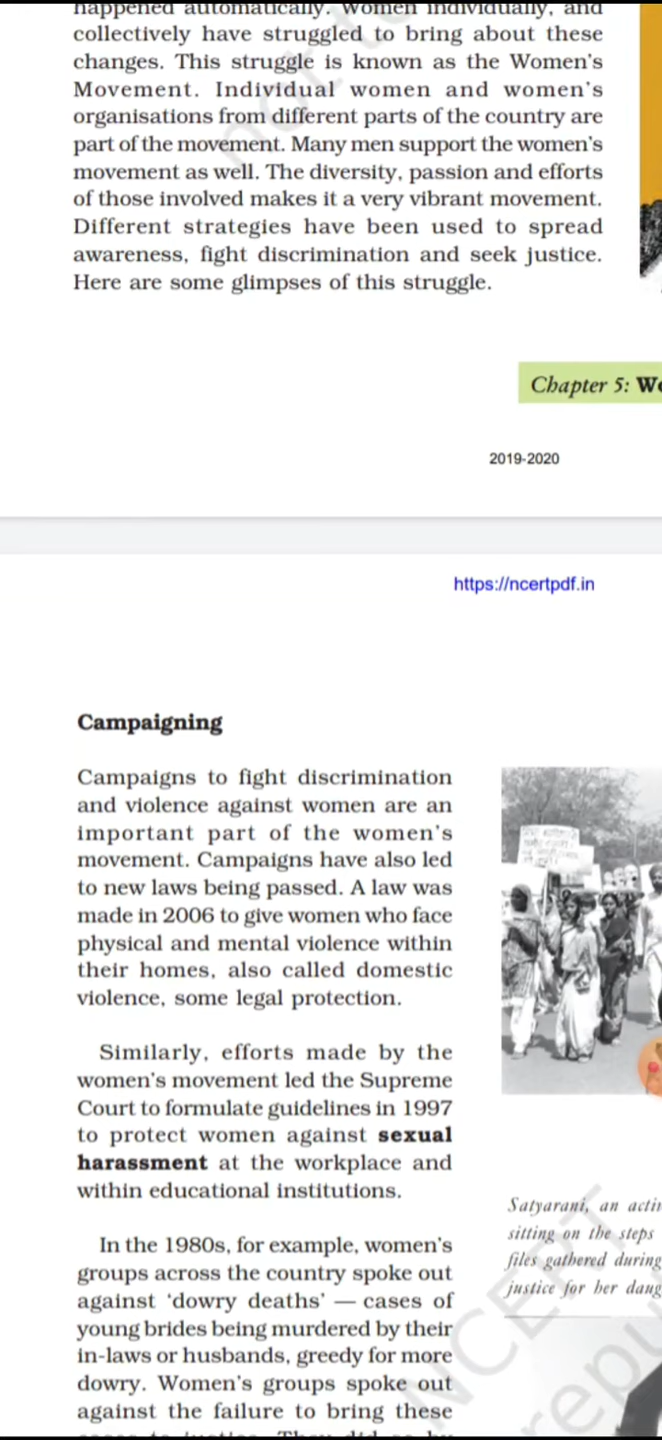 happened automatically. Women individually, and
collectively have struggled to bring about these
changes. This struggle is known as the Women's
Movement. Individual women and women's
organisations from different parts of the country are
part of the movement. Many men support the women's
movement as well. The diversity, passion and efforts
of those involved makes it a very vibrant movement.
Different strategies have been used to spread
awareness, fight discrimination and seek justice.
Here are some glimpses of this struggle.
Chapter 5:
2019-2020
https://ncertpdf.in
Campaigning
Campaigns to fight discrimination
and violence against women are an
important part of the women's
movement. Campaigns have also led
to new laws being passed. A law was
made in 2006 to give women who face
physical and mental violence within
their homes, also called domestic
violence, some legal protection.
Similarly, efforts made by the
women's movement led the Supreme
Court to formulate guidelines in 1997
to protect women against sexual
harassment at the workplace and
within educational institutions.
In the 1980s, for example, women's
groups across the country spoke out
against 'dowry deaths' — cases of
young brides being murdered by their
in-laws or husbands, greedy for more
dowry. Women's groups spoke out
against the failure to bring these
Satyarani, an
sitting on the steps
files gathered during
justice for her
not to
NCERT